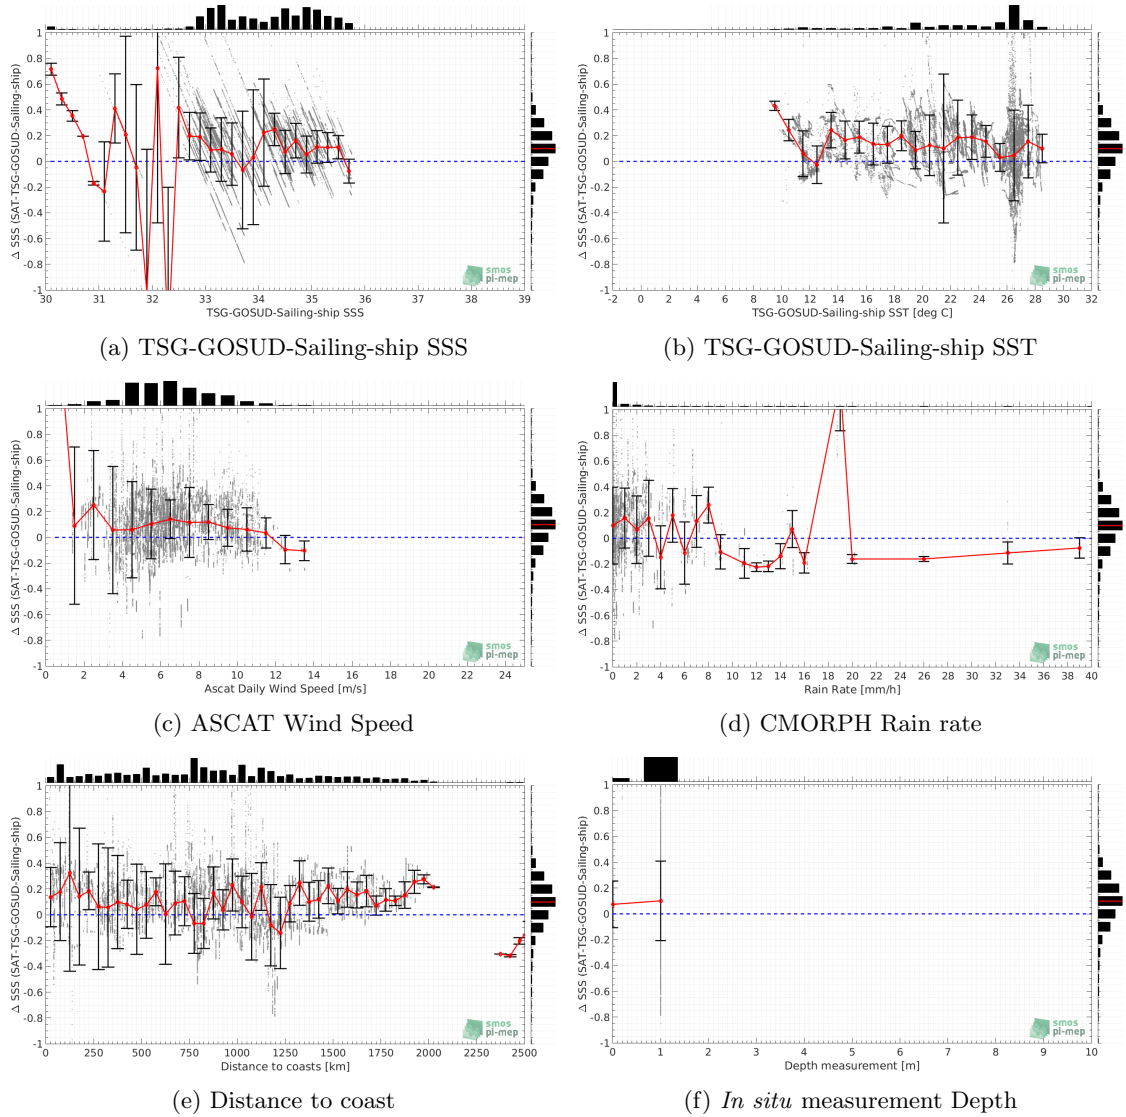 Δ SSS (SAT-TSG-GOSUD-Sailing-ship)
1
0.8
0.6
0.4
0.2
0
-0.2
-0.4
-0.6
-0.8
-1
30 31 32 33 34 35 36 37 38 39
TSG-GOSUD-Sailing-ship SSS
smos
pi-mep
(a) TSG-GOSUD-Sailing-ship SSS
Δ SSS (SAT-TSG-GOSUD-Sailing-ship)
1
0.8
0.6
0.4
0.2
0
-0.2
-0.4
-0.6
-0.8
-1
-2 0 2 4 6 8 10 12 14 16 18 20 22 24 26 28 30 32
TSG-GOSUD-Sailing-ship SST [deg C]
smos
pi-mep
(b) TSG-GOSUD-Sailing-ship SST
Δ SSS (SAT-TSG-GOSUD-Sailing-ship)
1
0.8
0.6
0.4
0.2
0
-0.2
-0.4
-0.6
-0.8
-1
0 2 4 6 8 10 12 14 16 18 20 22 24
Ascat Daily Wind Speed [m/s]
smos
pi-mep
(c) ASCAT Wind Speed
Δ SSS (SAT-TSG-GOSUD-Sailing-ship)
1
0.8
0.6
0.4
0.2
0
-0.2
-0.4
-0.6
-0.8
-1
0 2 4 6 8 10 12 14 16 18 20 22 24 26 28 30 32 34 36 38 40
Rain Rate [mm/h]
smos
pi-mep
(d) CMORPH Rain rate
Δ SSS (SAT-TSG-GOSUD-Sailing-ship)
1
0.8
0.6
0.4
0.2
0
-0.2
-0.4
-0.6
-0.8
-1
0 250 500 750 1000 1250 1500 1750 2000 2250 2500
Distance to coasts [km]
smos
pi-mep
(e) Distance to coast
Δ SSS (SAT-TSG-GOSUD-Sailing-ship)
1
0.8
0.6
0.4
0.2
0
-0.2
-0.4
-0.6
-0.8
-1
0 1 2 3 4 5 6 7 8 9 10
Depth measurement [m]
smos
pi-mep
(f) In situ measurement Depth